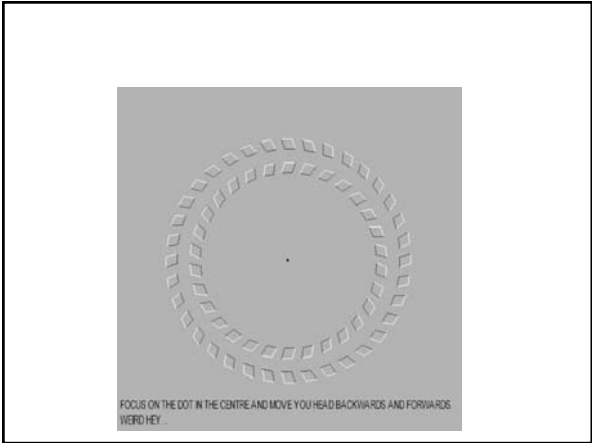 FOCUS ON THE DOT IN THE CENTRE AND MOVE YOU HEAD BACKWARDS AND FORWARDS.
WEIRD HEY...